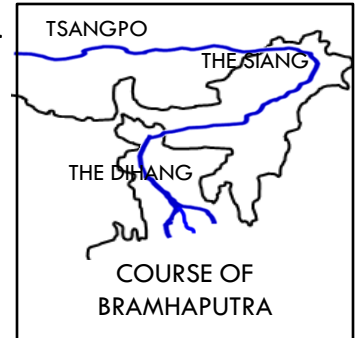 TSANGPO
THE SIANG
THE DIHANG
COURSE OF
BRAMHAPUTRA